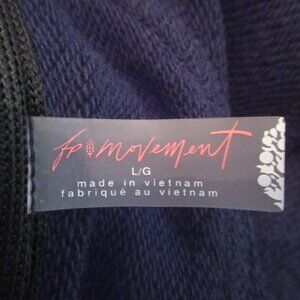 fp movement
L/G
made in vietnam
fabriqué au vietnam